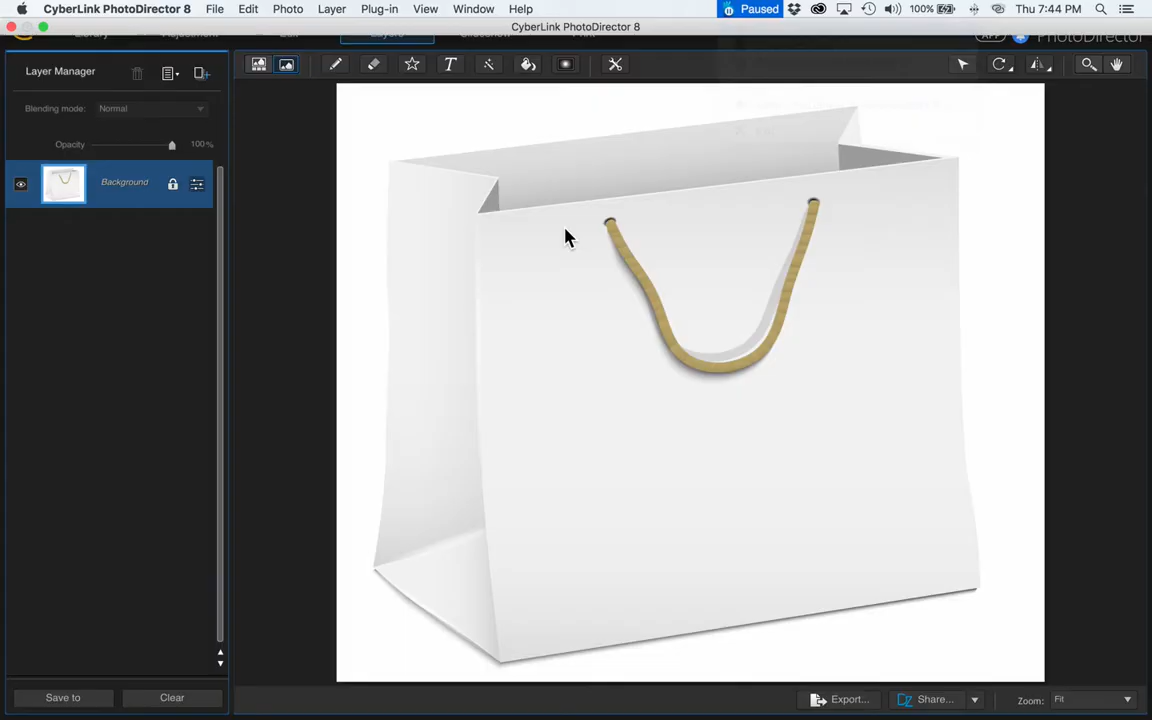 CyberLink PhotoDirector 8 File Edit Photo Layer Plug-in View Window Help Paused 100% Thu 7:44 PM
CyberLink PhotoDirector 8
PhotoDirector
Layer Manager
T
Blending mode: Normal
Opacity 100%
Background
Save to Clear Export... Share... Zoom: Fit